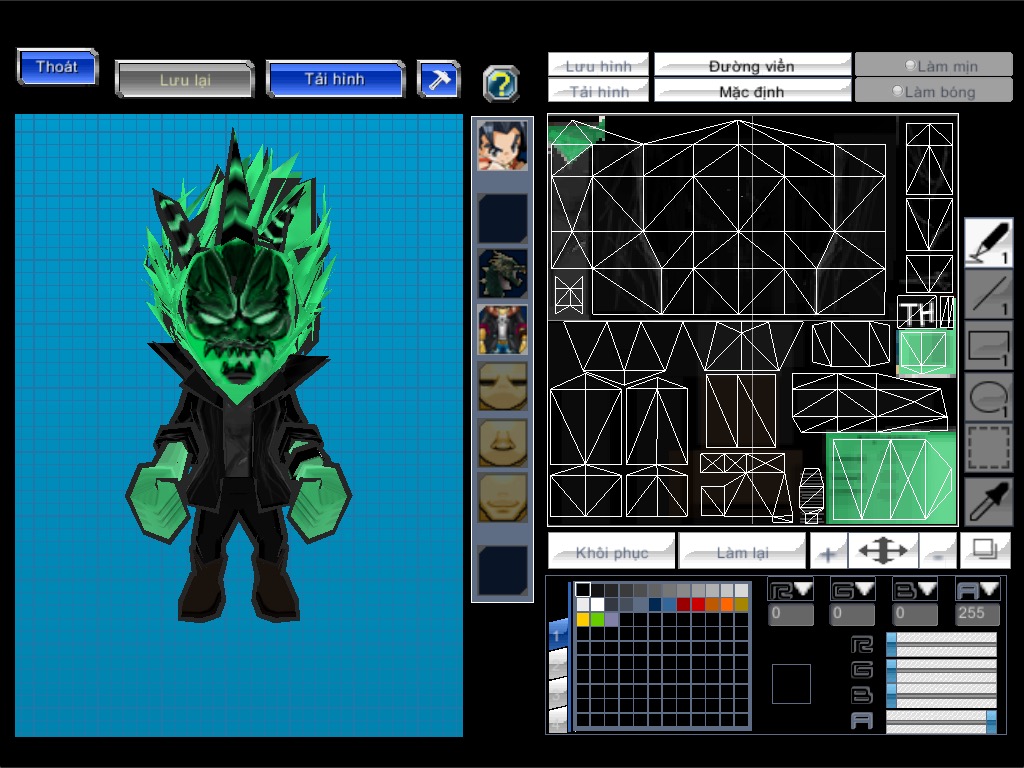 Thoát
Lưu lại
Tải hình
Lưu hình
Đường viền
Làm mịn
Tải hình
Mặc định
Làm bóng
1
1
1
1
TH
Khôi phục
Làm lại
+
-
R
G
B
A
0
0
0
255
1
R
G
B
A